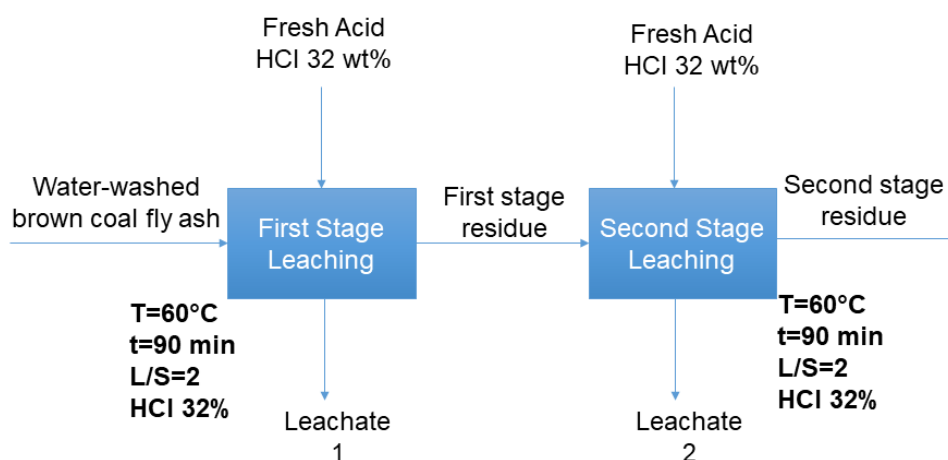 Fresh Acid
HCl 32 wt%
Fresh Acid
HCl 32 wt%
Water-washed
brown coal fly ash
First Stage
Leaching
First stage
residue
Second Stage
Leaching
Second stage
residue
T=60°C
t=90 min
L/S=2
HCl 32%
T=60°C
t=90 min
L/S=2
HCl 32%
Leachate
1
Leachate
2